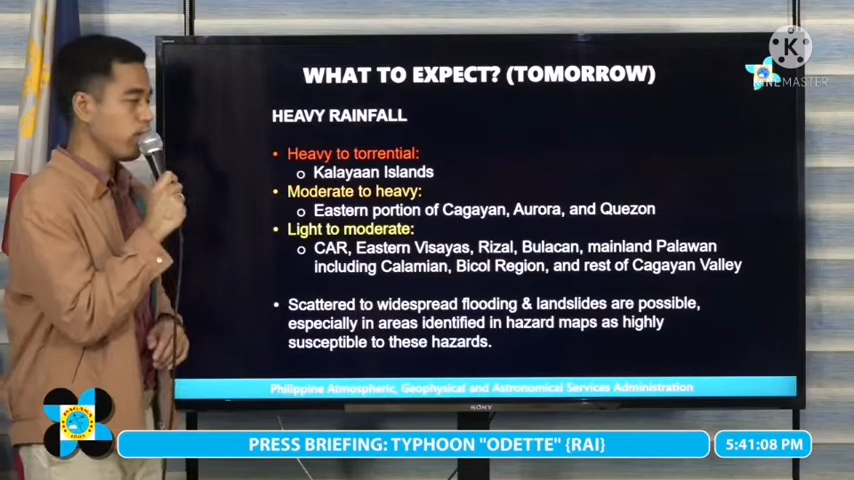 WHAT TO EXPECT? (TOMORROW)
KINEMASTER
HEAVY RAINFALL
• Heavy to torrential:
o Kalayaan Islands
• Moderate to heavy:
o Eastern portion of Cagayan, Aurora, and Quezon
• Light to moderate:
o CAR, Eastern Visayas, Rizal, Bulacan, mainland Palawan
including Calamian, Bicol Region, and rest of Cagayan Valley
• Scattered to widespread flooding & landslides are possible,
especially in areas identified in hazard maps as highly
susceptible to these hazards.
Philippine Atmospheric, Geophysical and Astronomical Services Administration
SONY
PAGASA
PRESS BRIEFING: TYPHOON "ODETTE" {RAI}
5:41:08 PM